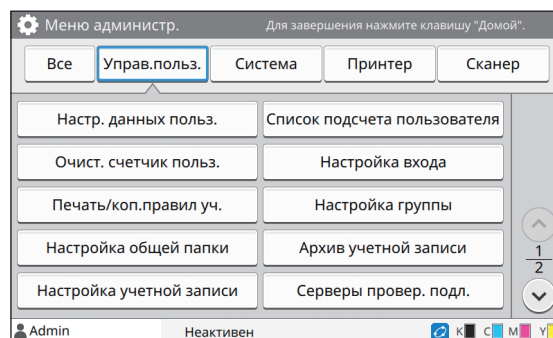 Меню администр. Для завершения нажмите клавишу "Домой".
Все Управ.польз. Система Принтер Сканер
Настр. данных польз. Список подсчета пользователя
Очист. счетчик польз. Настройка входа
Печать/коп.правил уч. Настройка группы
Настройка общей папки Архив учетной записи
1
2
Настройка учетной записи Серверы провер. подл.
Admin Неактивен K C M Y